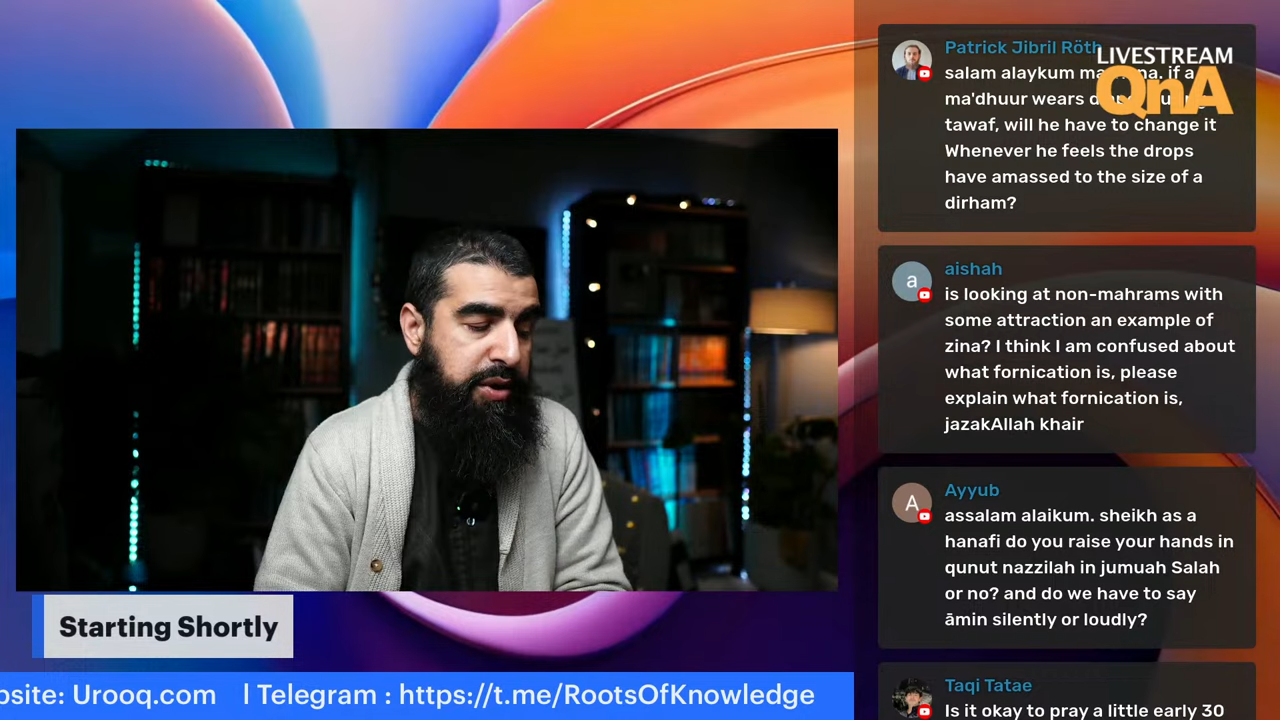 Patrick Jibril Röth
LIVESTREAM
QnA
salam alaykum if a
ma'dhuur wears
tawaf, will he have to change it
Whenever he feels the drops
have amassed to the size of a
dirham?
aishah
a
is looking at non-mahrams with
some attraction an example of
zina? I think I am confused about
what fornication is, please
explain what fornication is,
jazakAllah khair
Ayyub
A
assalam alaikum. sheikh as a
hanafi do you raise your hands in
qunut nazzilah in jumuah Salah
or no? and do we have to say
āmin silently or loudly?
Taqi Tatae
Is it okay to pray a little early 30
Starting Shortly
bsite: Urooq.com | Telegram : https://t.me/RootsOfKnowledge